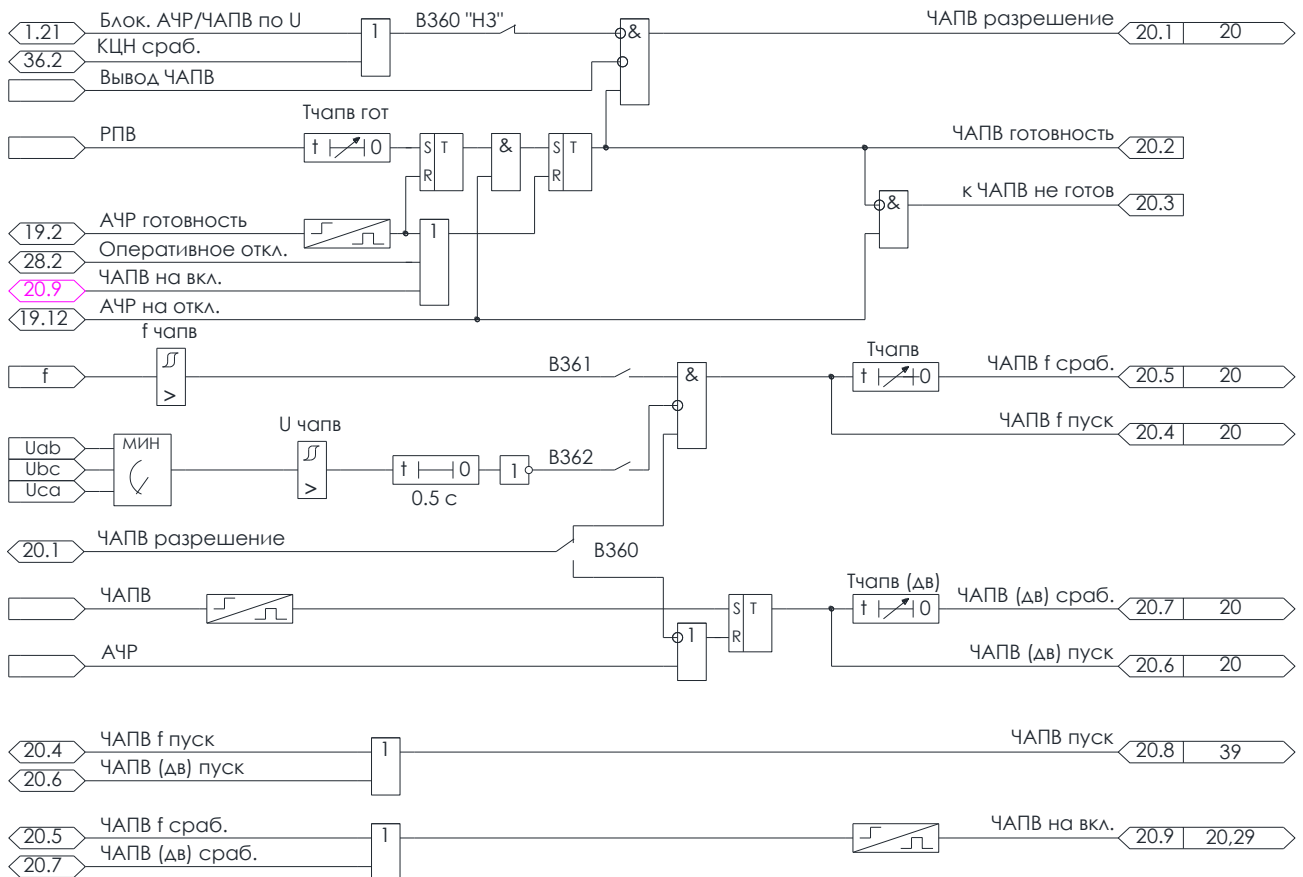 Блок. АЧР/ЧАПВ по U
1.21
1
В360 "НЗ"
&
ЧАПВ разрешение
20.1 20
КЦН сраб.
36.2
Вывод ЧАПВ
Тчапв гот
РПВ
t 0
S T
R
&
S T
R
ЧАПВ готовность
20.2
&
к ЧАПВ не готов
20.3
АЧР готовность
19.2
1
Оперативное откл.
28.2
ЧАПВ на вкл.
20.9
АЧР на откл.
19.12
f чапв
f
>
В361
&
Тчапв
t 0
ЧАПВ f сраб.
20.5 20
ЧАПВ f пуск
20.4 20
U чапв
Uab
Ubc
Uca
МИН
>
t 0
0.5 с
1
В362
ЧАПВ разрешение
20.1
В360
ЧАПВ
S T
R
Тчапв (дв)
t 0
ЧАПВ (дв) сраб.
20.7 20
1
АЧР
ЧАПВ (дв) пуск
20.6 20
ЧАПВ f пуск
20.4
1
ЧАПВ пуск
20.8 39
ЧАПВ (дв) пуск
20.6
ЧАПВ f сраб.
20.5
1
ЧАПВ на вкл.
20.9 20,29
ЧАПВ (дв) сраб.
20.7